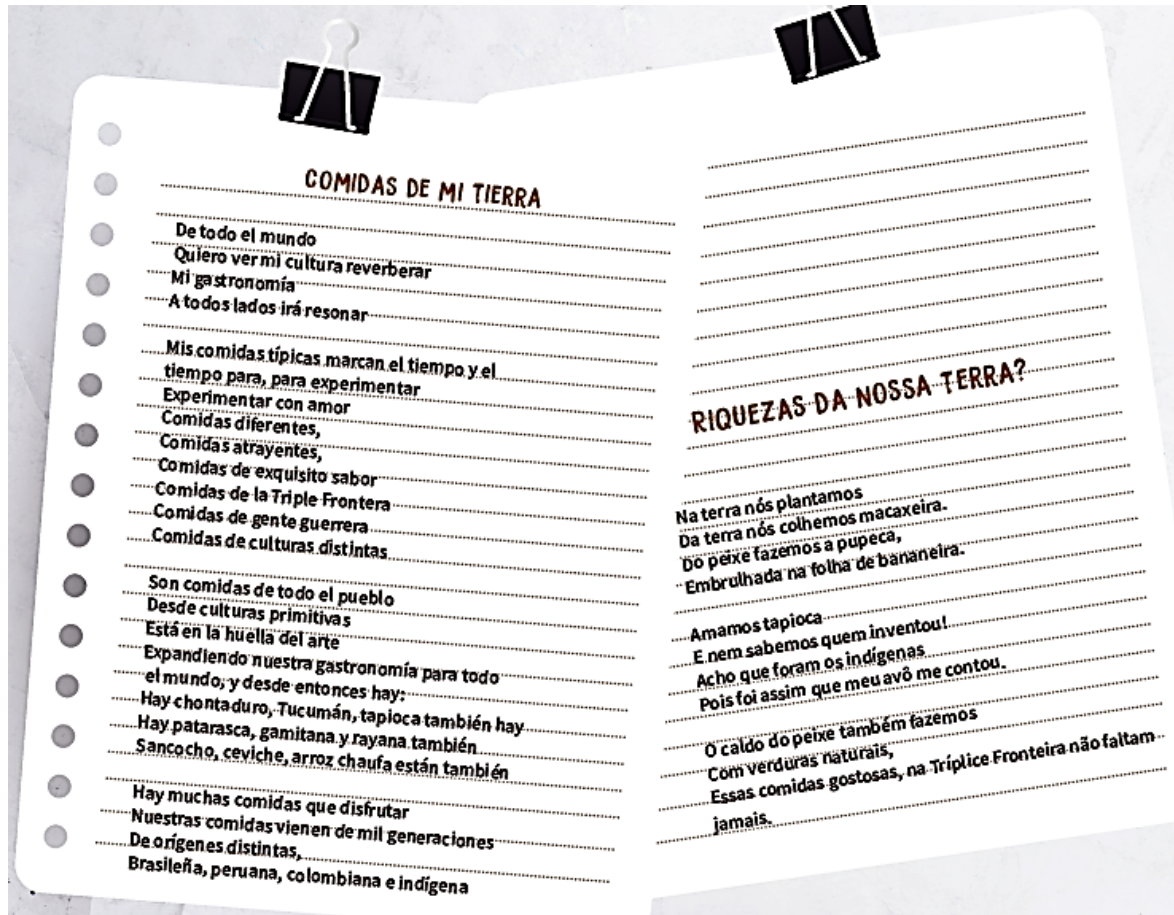 COMIDAS DE MI TIERRA
De todo el mundo
Quiero ver mi cultura reverberar
Mi gastronomía
A todos lados irá resonar
Mis comidas típicas marcan el tiempo y el
tiempo para, para experimentar
Experimentar con amor
Comidas diferentes,
Comidas atrayentes,
Comidas de exquisito sabor
Comidas de la Triple Frontera
Comidas de gente guerrera
Comidas de culturas distintas
Son comidas de todo el pueblo
Desde culturas primitivas
Está en la huella del arte
Expandiendo nuestra gastronomía para todo
el mundo, y desde entonces hay:
Hay chontaduro, Tucumán, tapioca también hay
Hay patarasca, gamitana y rayana también
Sancocho, ceviche, arroz chaufa están también
Hay muchas comidas que disfrutar
Nuestras comidas vienen de mil generaciones
De orígenes distintas,
Brasileña, peruana, colombiana e indígena
RIQUEZAS DA NOSSA TERRA?
Na terra nós plantamos
Da terra nós colhemos macaxeira.
Do peixe fazemos a pupeca,
Embrulhada na folha de bananeira.
Amamos tapioca
E nem sabemos quem inventou!
Acho que foram os indígenas
Pois foi assim que meu avô me contou.
O caldo do peixe também fazemos
Com verduras naturais,
Essas comidas gostosas, na Tríplice Fronteira não faltam
jamais.